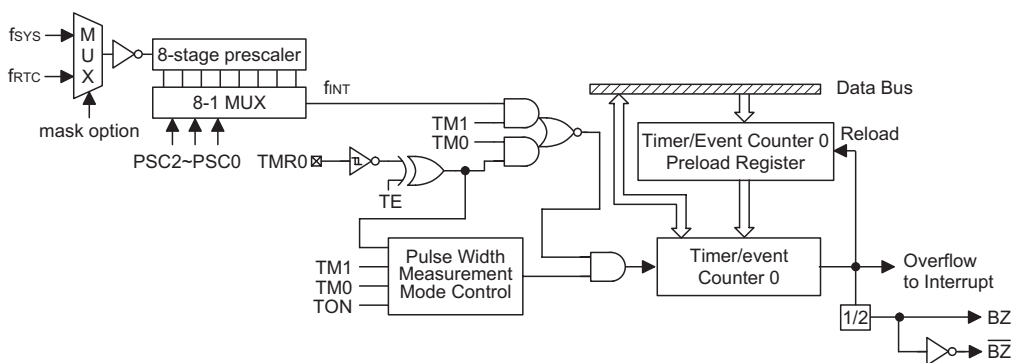 fSYS
fRTC
M
U
X
mask option
8-stage prescaler
8-1 MUX
PSC2~PSC0
fINT
TM1
TM0
TMR0
TE
TM1
TM0
TON
Pulse Width
Measurement
Mode Control
Data Bus
Timer/Event Counter 0
Preload Register
Reload
Timer/event
Counter 0
Overflow
to Interrupt
1/2
BZ
B̅Z̅